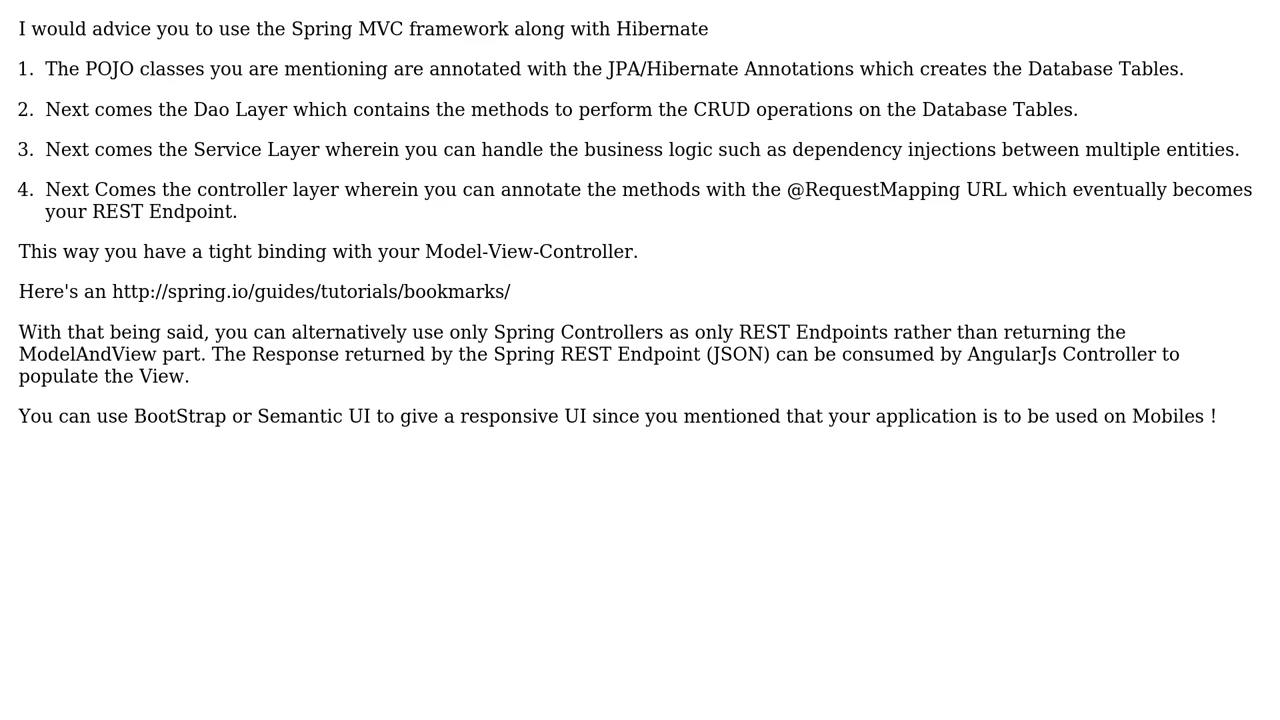 I would advice you to use the Spring MVC framework along with Hibernate
1. The POJO classes you are mentioning are annotated with the JPA/Hibernate Annotations which creates the Database Tables.
2. Next comes the Dao Layer which contains the methods to perform the CRUD operations on the Database Tables.
3. Next comes the Service Layer wherein you can handle the business logic such as dependency injections between multiple entities.
4. Next Comes the controller layer wherein you can annotate the methods with the @RequestMapping URL which eventually becomes
your REST Endpoint.
This way you have a tight binding with your Model-View-Controller.
Here's an http://spring.io/guides/tutorials/bookmarks/
With that being said, you can alternatively use only Spring Controllers as only REST Endpoints rather than returning the
ModelAndView part. The Response returned by the Spring REST Endpoint (JSON) can be consumed by AngularJs Controller to
populate the View.
You can use BootStrap or Semantic UI to give a responsive UI since you mentioned that your application is to be used on Mobiles !